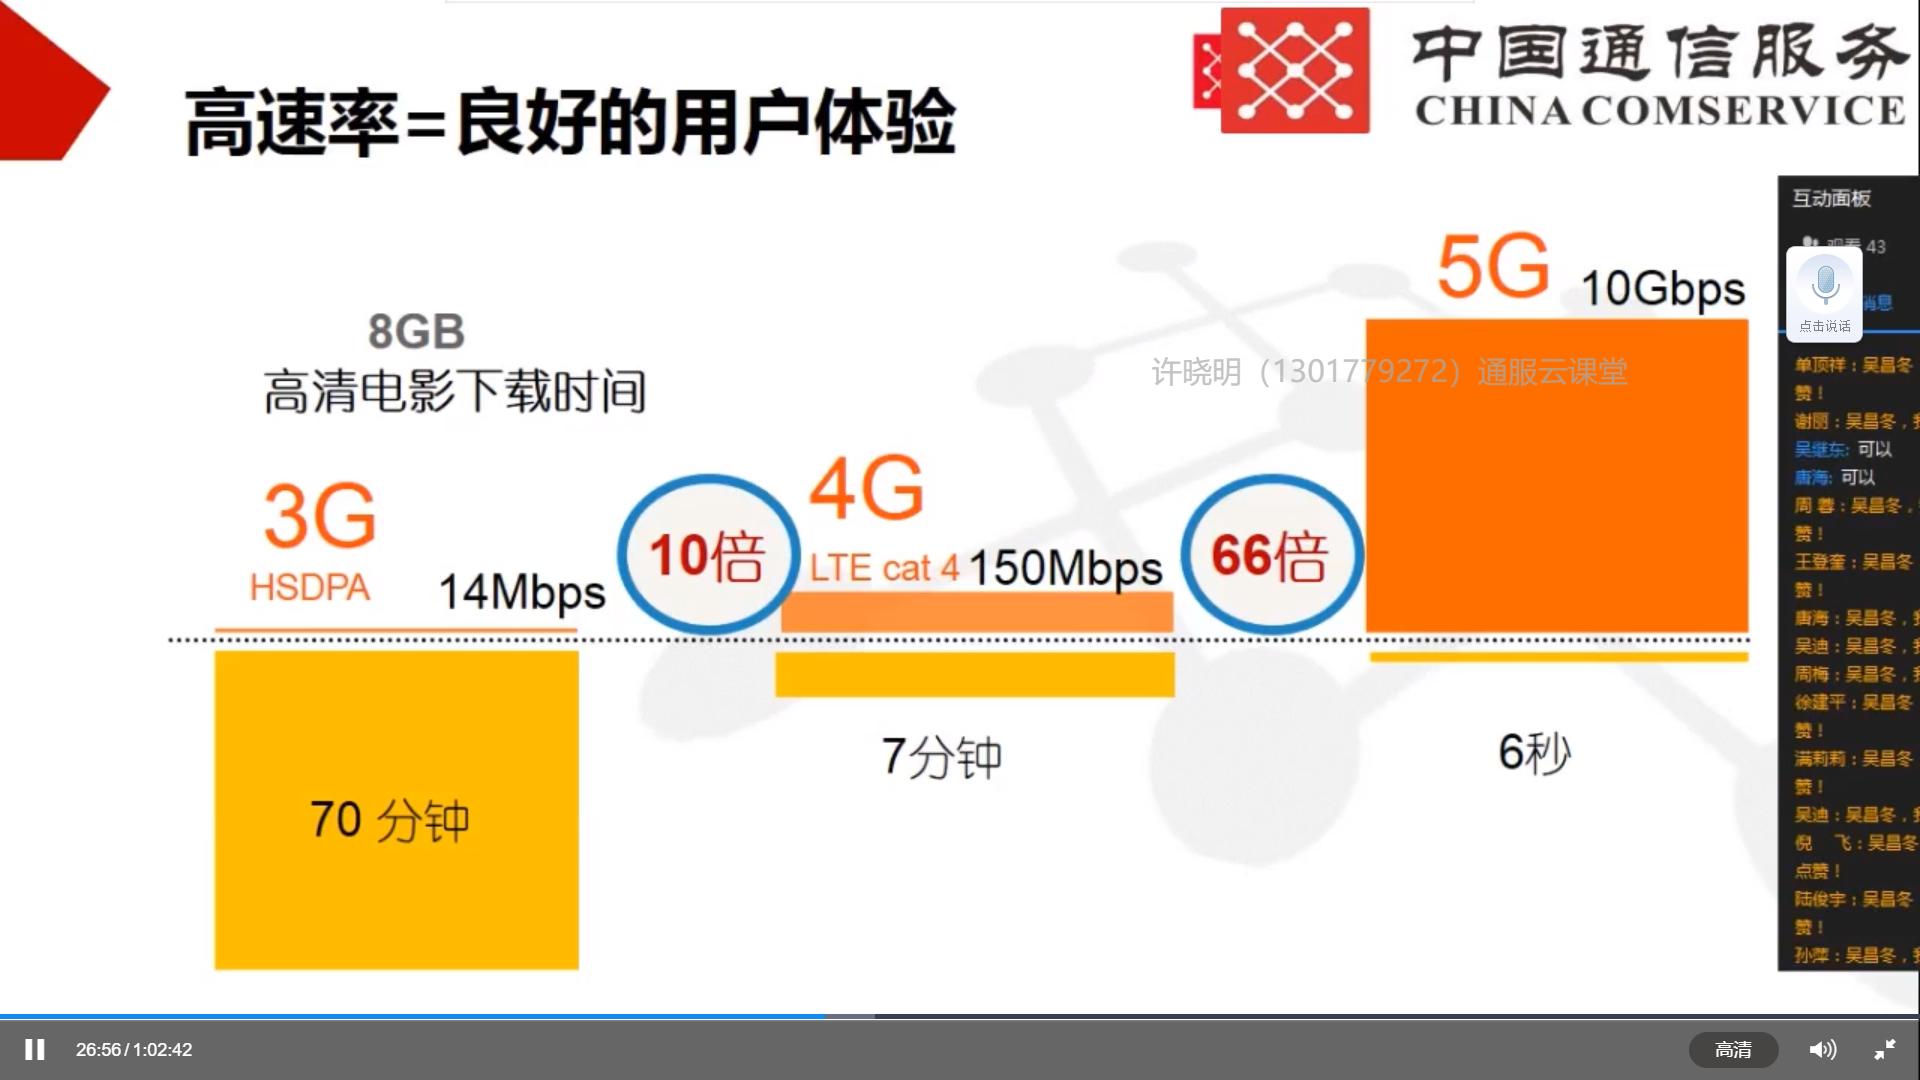 中国通信服务
CHINA COMSERVICE
高速率=良好的用户体验
8GB
高清电影下载时间
3G
HSDPA
14Mbps
10倍
4G
LTE cat 4
150Mbps
66倍
5G
10Gbps
许晓明（1301779272）通服云课堂
70 分钟
7分钟
6秒
互动面板
观看 43
消息
点击说话
单顶祥：吴昌冬
赞！
谢丽：吴昌冬，
吴继东: 可以
唐海: 可以
周 蓉：吴昌冬，
赞！
王登奎：吴昌冬
赞！
唐海：吴昌冬，
吴迪：吴昌冬，
周梅：吴昌冬，
徐建平：吴昌冬
赞！
满莉莉：吴昌冬
赞！
吴迪：吴昌冬，
倪 飞：吴昌冬
点赞！
陆俊宇：吴昌冬
赞！
孙萍：吴昌冬，
26:56/1:02:42
高清